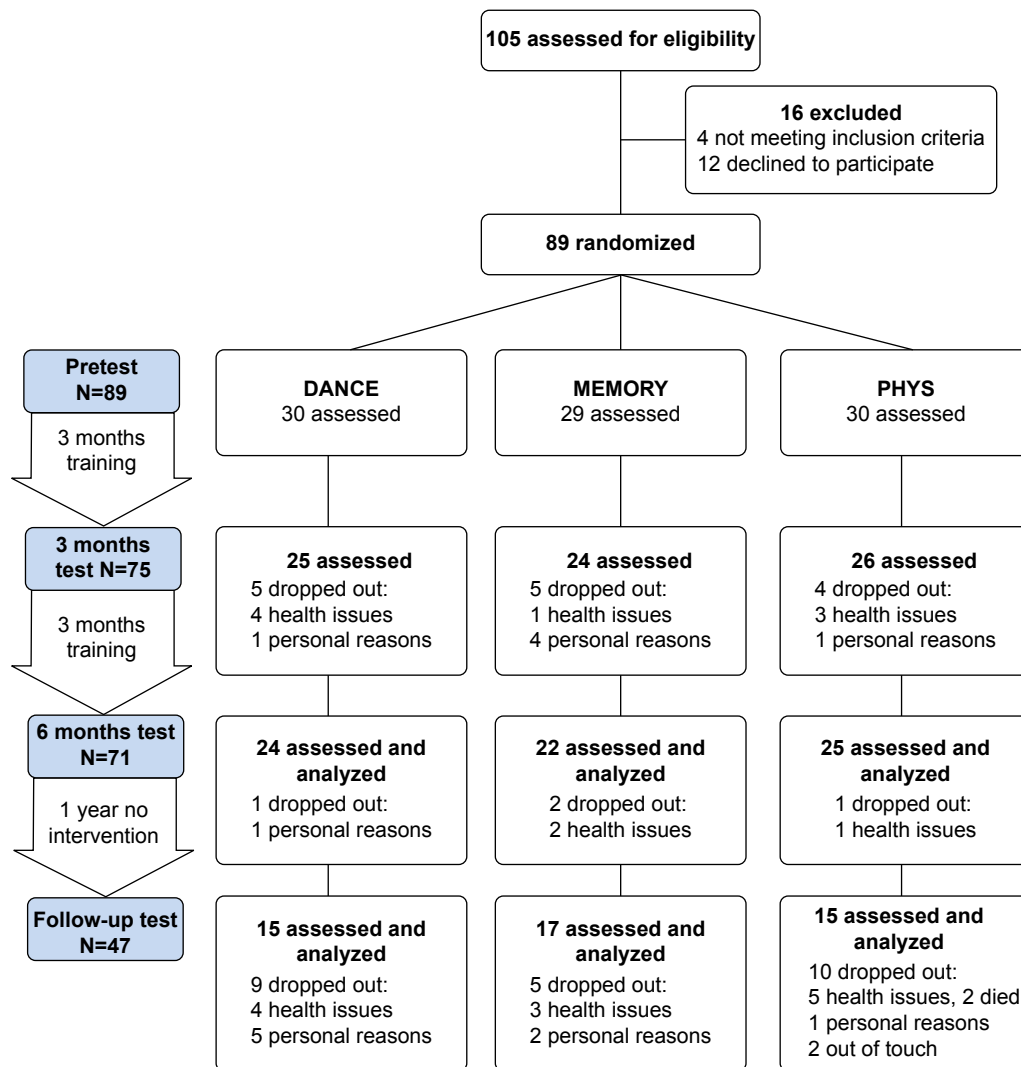 105 assessed for eligibility
16 excluded
4 not meeting inclusion criteria
12 declined to participate
89 randomized
Pretest
N=89
3 months
training
DANCE
30 assessed
MEMORY
29 assessed
PHYS
30 assessed
3 months
test N=75
3 months
training
25 assessed
5 dropped out:
4 health issues
1 personal reasons
24 assessed
5 dropped out:
1 health issues
4 personal reasons
26 assessed
4 dropped out:
3 health issues
1 personal reasons
6 months test
N=71
1 year no
intervention
24 assessed and
analyzed
1 dropped out:
1 personal reasons
22 assessed and
analyzed
2 dropped out:
2 health issues
25 assessed and
analyzed
1 dropped out:
1 health issues
Follow-up test
N=47
15 assessed and
analyzed
9 dropped out:
4 health issues
5 personal reasons
17 assessed and
analyzed
5 dropped out:
3 health issues
2 personal reasons
15 assessed and
analyzed
10 dropped out:
5 health issues, 2 died
1 personal reasons
2 out of touch